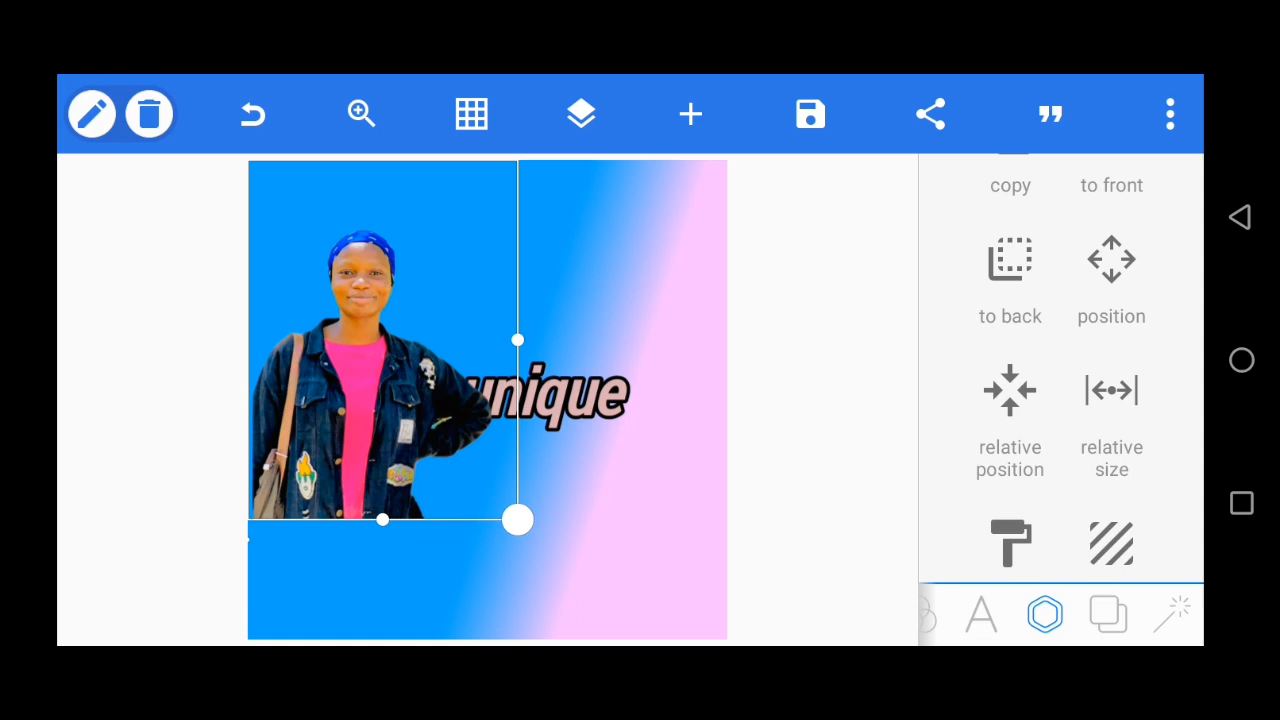 copy
to front
to back
position
relative
position
relative
size
unique